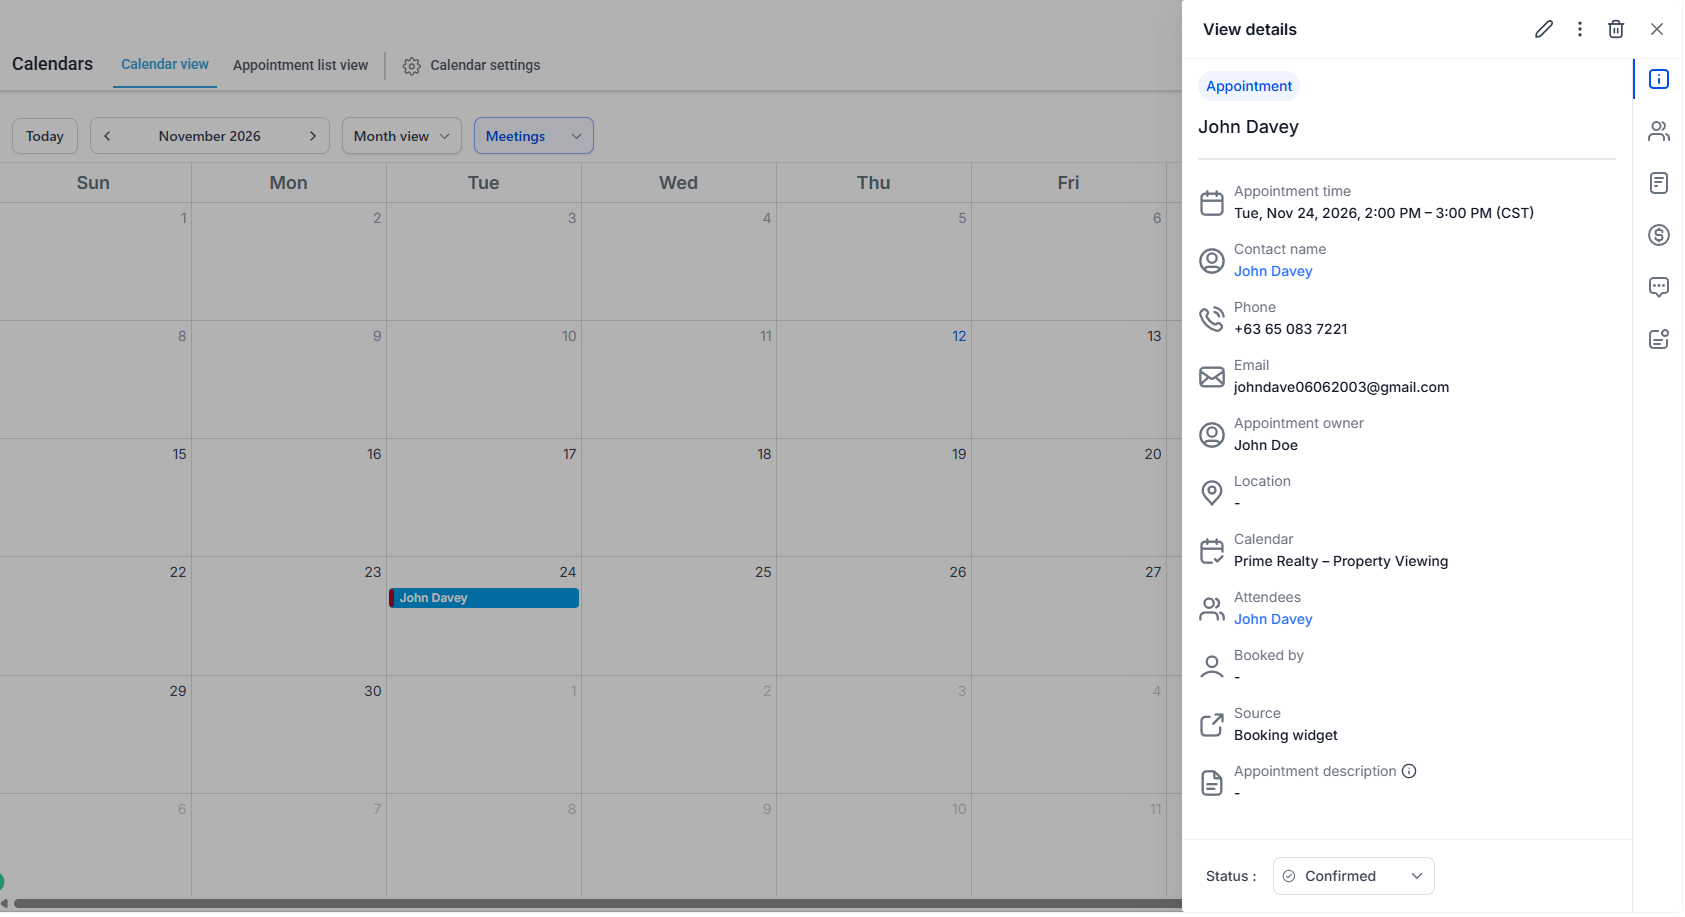 View details
Calendars
Calendar view
Appointment list view
Calendar settings
Appointment
John Davey
Today
November 2026
Month view
Meetings
Sun
Mon
Tue
Wed
Thu
Fri
1
2
3
4
5
6
8
9
10
11
12
13
15
16
17
18
19
20
22
23
24
25
26
27
John Davey
29
30
1
2
3
4
6
7
8
9
10
11
Appointment time
Tue, Nov 24, 2026, 2:00 PM – 3:00 PM (CST)
Contact name
John Davey
Phone
+63 65 083 7221
Email
johndave06062003@gmail.com
Appointment owner
John Doe
Location
-
Calendar
Prime Realty – Property Viewing
Attendees
John Davey
Booked by
-
Source
Booking widget
Appointment description
-
Status :
Confirmed